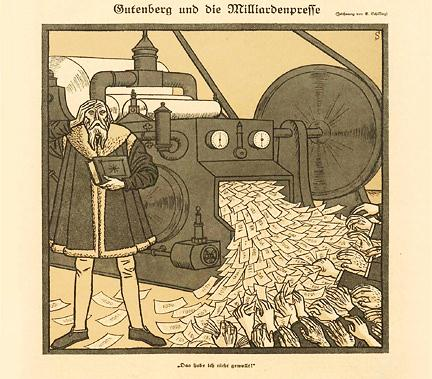 Gutenberg und die Milliardenpresse
(Zeichnung von E. Schilling)
S
„Das habe ich nicht gewollt!“